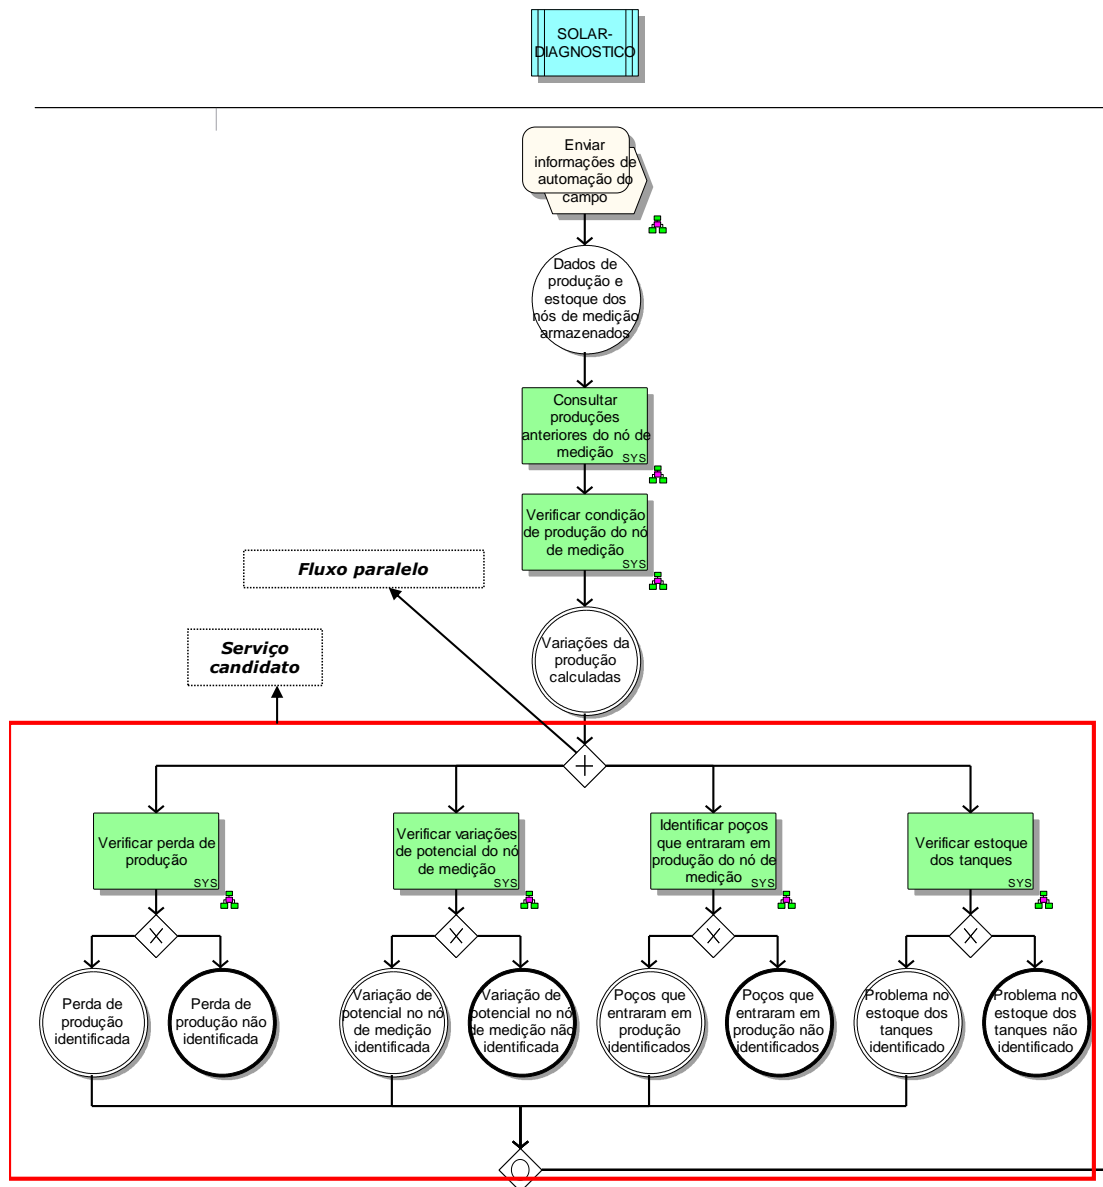 SOLAR-
DIAGNOSTICO
Enviar
informações de
automação do
campo
Dados de
produção e
estoque dos
nós de medição
armazenados
Consultar
produções
anteriores do nó de
medição
SYS
Verificar condição
de produção do nó
de medição
SYS
Fluxo paralelo
Serviço
candidato
Variações da
produção
calculadas
Verificar perda de
produção
SYS
Verificar variações
de potencial do nó
de medição
SYS
Identificar poços
que entraram em
produção do nó de
medição
SYS
Verificar estoque
dos tanques
SYS
X
X
X
X
Perda de
produção
identificada
Perda de
produção não
identificada
Variação de
potencial no nó
de medição
identificada
Variação de
potencial no nó
de medição não
identificada
Poços que
entraram em
produção
identificados
Poços que
entraram em
produção não
identificados
Problema no
estoque dos
tanques
identificado
Problema no
estoque dos
tanques não
identificado